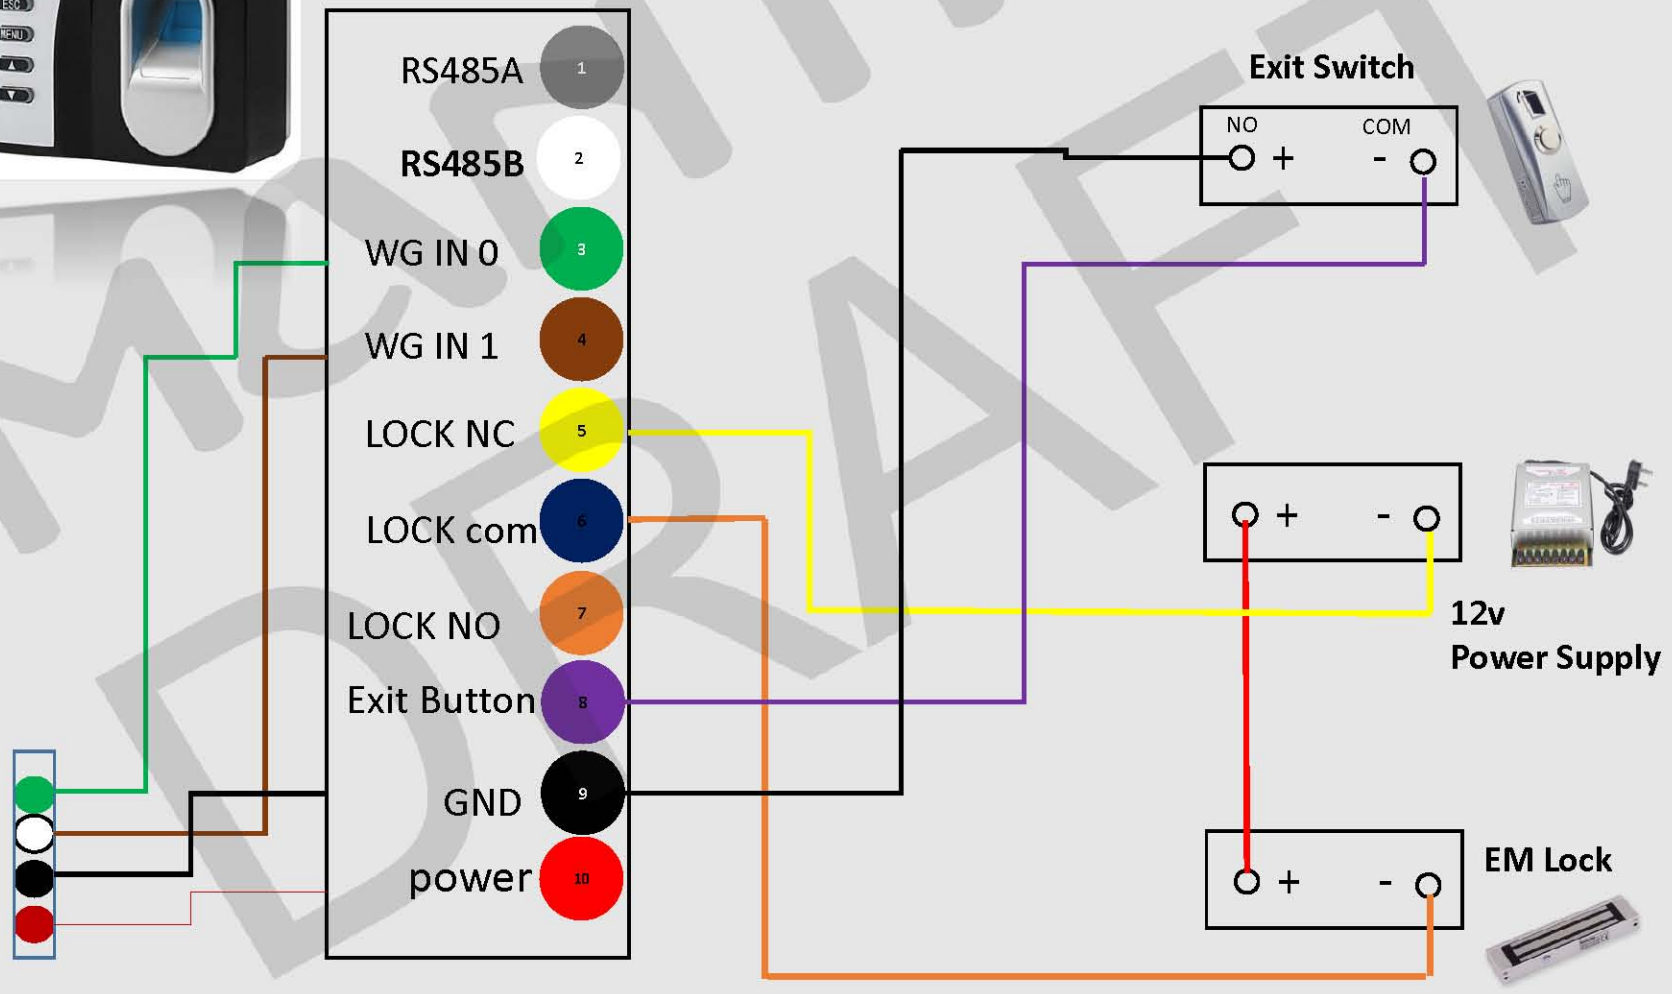 ESC
MENU
RS485A 1
RS485B 2
WG IN 0 3
WG IN 1 4
LOCK NC 5
LOCK com 6
LOCK NO 7
Exit Button 8
GND 9
power 10
Exit Switch
NO COM
+ -
+ -
12v
Power Supply
+ -
EM Lock
DRAFT